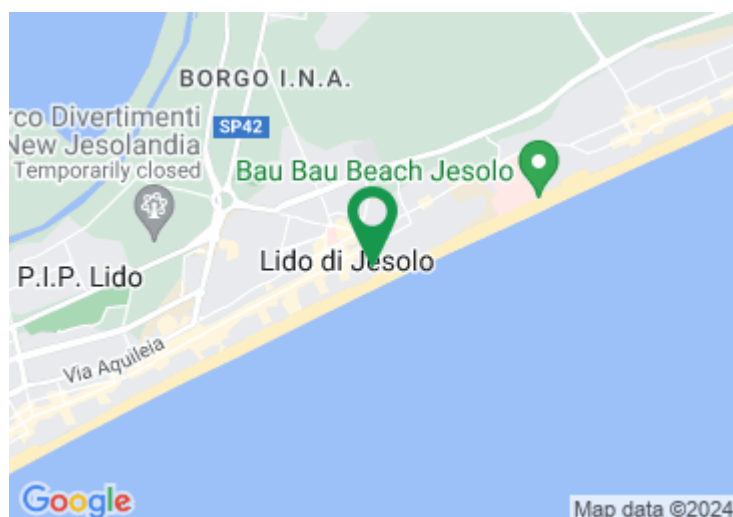 BORGO I.N.A.
rco Divertimenti
New Jesolandia
Temporarily closed
SP42
Bau Bau Beach Jesolo
Lido di Jesolo
P.I.P. Lido
Via Aquileia
Google
Map data ©2024